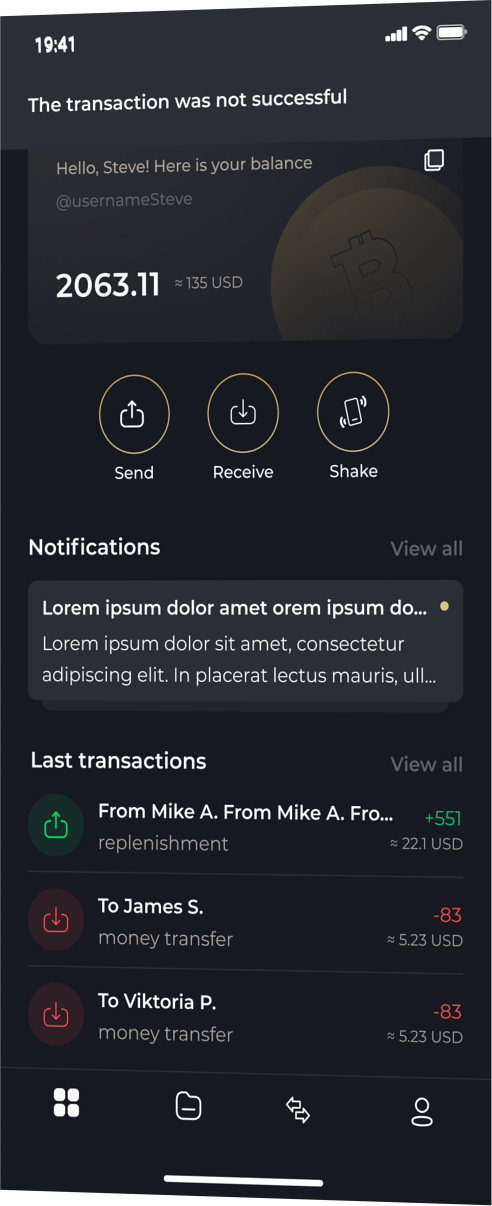 19:41
The transaction was not successful
Hello, Steve! Here is your balance
@usernameSteve
2063.11 ≈ 135 USD
Send Receive Shake
Notifications View all
Lorem ipsum dolor amet orem ipsum do...
Lorem ipsum dolor sit amet, consectetur
adipiscing elit. In placerat lectus mauris, ull...
Last transactions View all
From Mike A. From Mike A. Fro... +551
replenishment ≈ 22.1 USD
To James S. -83
money transfer ≈ 5.23 USD
To Viktoria P. -83
money transfer ≈ 5.23 USD